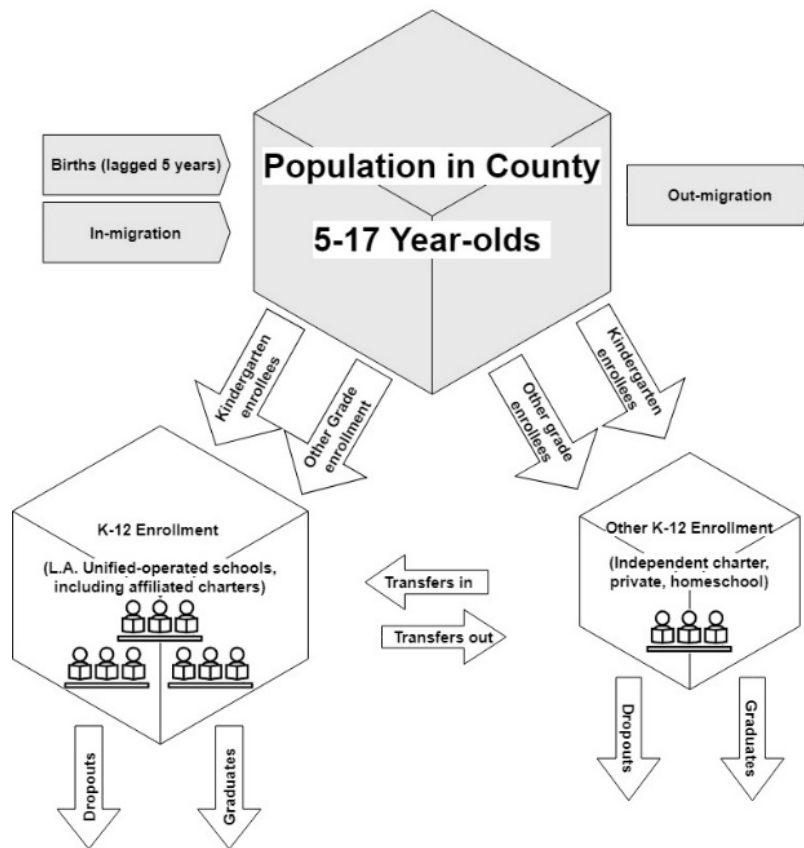 Births (lagged 5 years)
In-migration
Population in County
5-17 Year-olds
Out-migration
Kindergarten
enrollees
Other Grade
enrollment
Other grade
enrollees
Kindergarten
enrollees
K-12 Enrollment
(L.A. Unified-operated schools,
including affiliated charters)
Transfers in
Transfers out
Other K-12 Enrollment
(Independent charter,
private, homeschool)
Dropouts
Graduates
Dropouts
Graduates